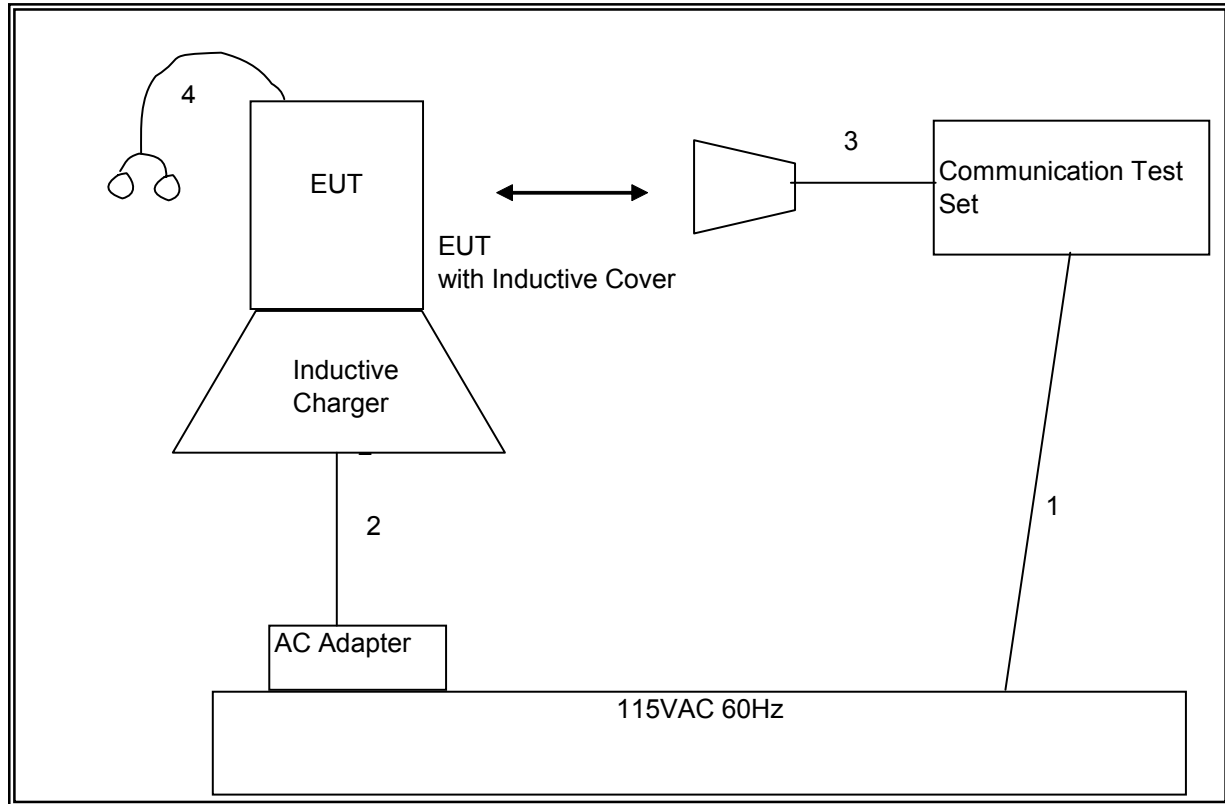 4
EUT
3
Communication Test
Set
EUT
with Inductive Cover
Inductive
Charger
1
2
AC Adapter
115VAC 60Hz